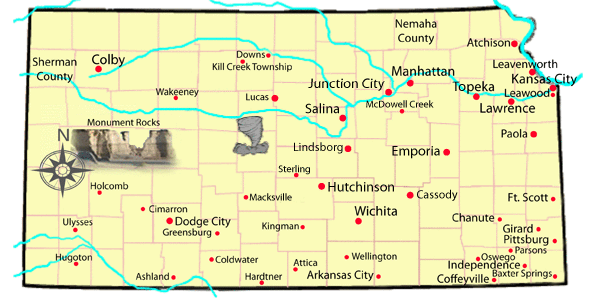 Nemaha
County
Atchison
Sherman
County
Colby
Downs
Kill Creek Township
Leavenworth
Kansas City
Manhattan
Junction City
Topeka
Leawood
Wakeeney
Lucas
McDowell Creek
Lawrence
Salina
Monument Rocks
N
Paola
Lindsborg
Emporia
Sterling
Holcomb
Hutchinson
Macksville
Cassody
Ft. Scott
Cimarron
Dodge City
Wichita
Chanute
Ulysses
Greensburg
Kingman
Girard
Pittsburg
Parsons
Hugoton
Coldwater
Wellington
Oswego
Attica
Independence
Ashland
Hardtner
Arkansas City
Coffeyville
Baxter Springs